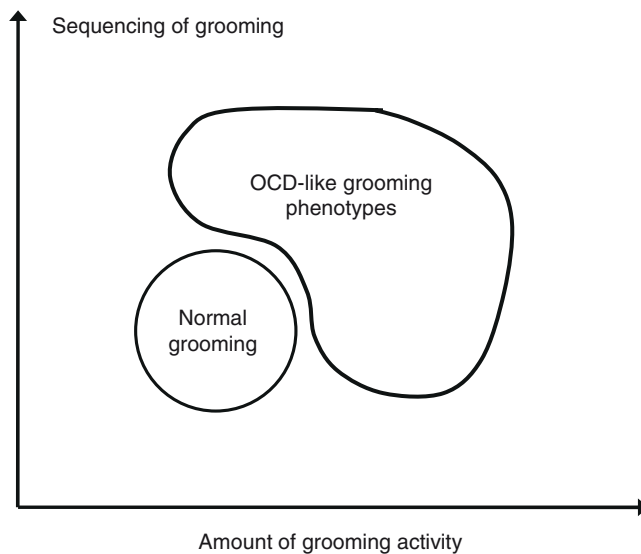 Sequencing of grooming
OCD-like grooming
phenotypes
Normal
grooming
Amount of grooming activity